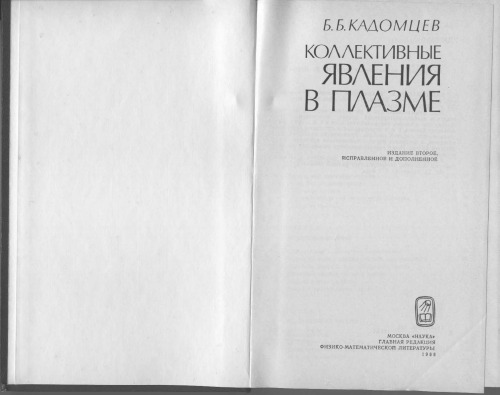 Б. Б. КАДОМЦЕВ
КОЛЛЕКТИВНЫЕ
ЯВЛЕНИЯ
В ПЛАЗМЕ
ИЗДАНИЕ ВТОРОЕ,
ИСПРАВЛЕННОЕ И ДОПОЛНЕННОЕ
МОСКВА «НАУКА»
ГЛАВНАЯ РЕДАКЦИЯ
ФИЗИКО-МАТЕМАТИЧЕСКОЙ ЛИТЕРАТУРЫ
1988